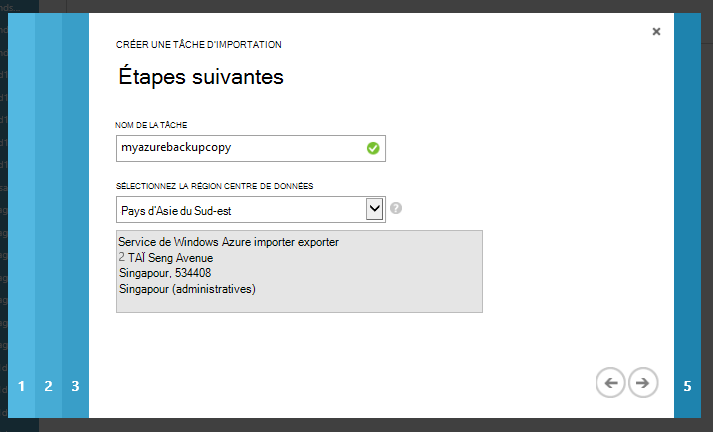 CRÉER UNE TÂCHE D'IMPORTATION
Étapes suivantes
NOM DE LA TÂCHE
myazurebackupcopy
SÉLECTIONNEZ LA RÉGION CENTRE DE DONNÉES
Pays d'Asie du Sud-est
?
Service de Windows Azure importer exporter
2 TAÏ Seng Avenue
Singapour, 534408
Singapour (administratives)
1 2 3 5